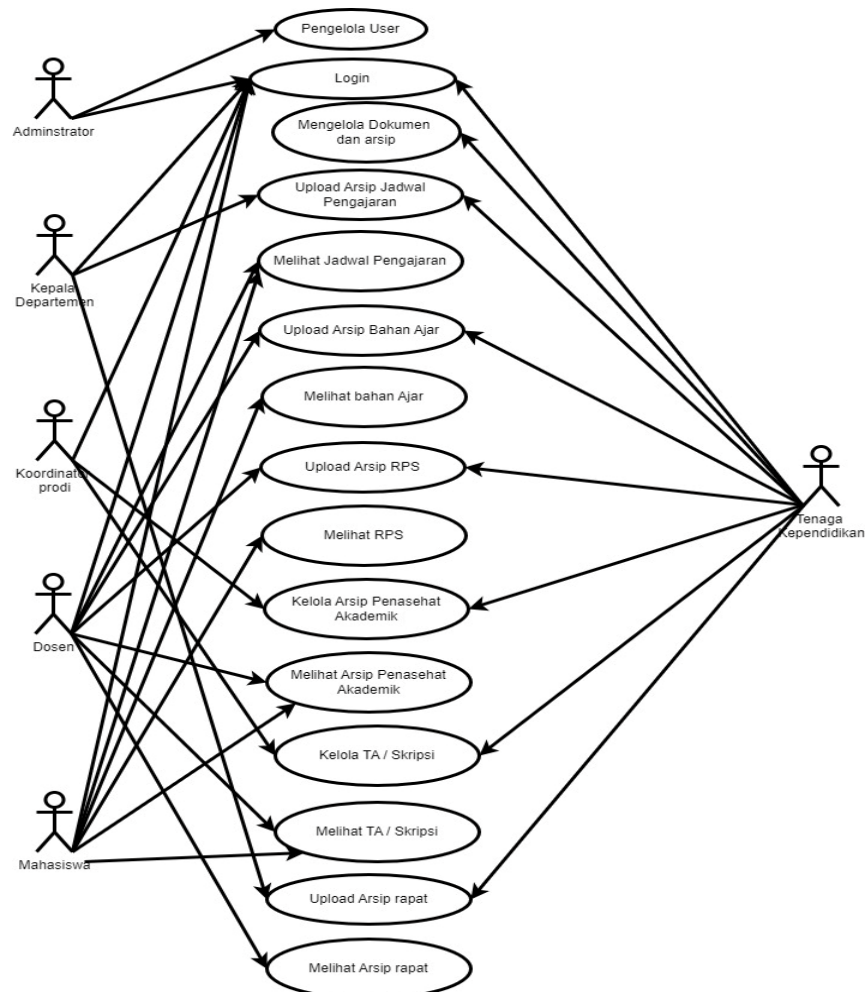 Pengelola User
Login
Adminstrator
Mengelola Dokumen
dan arsip
Upload Arsip Jadwal
Pengajaran
Melihat Jadwal Pengajaran
Kepala
Departemen
Upload Arsip Bahan Ajar
Melihat bahan Ajar
Upload Arsip RPS
Koordinator
prodi
Tenaga
Kependidikan
Melihat RPS
Kelola Arsip Penasehat
Akademik
Dosen
Melihat Arsip Penasehat
Akademik
Kelola TA / Skripsi
Melihat TA / Skripsi
Mahasiswa
Upload Arsip rapat
Melihat Arsip rapat